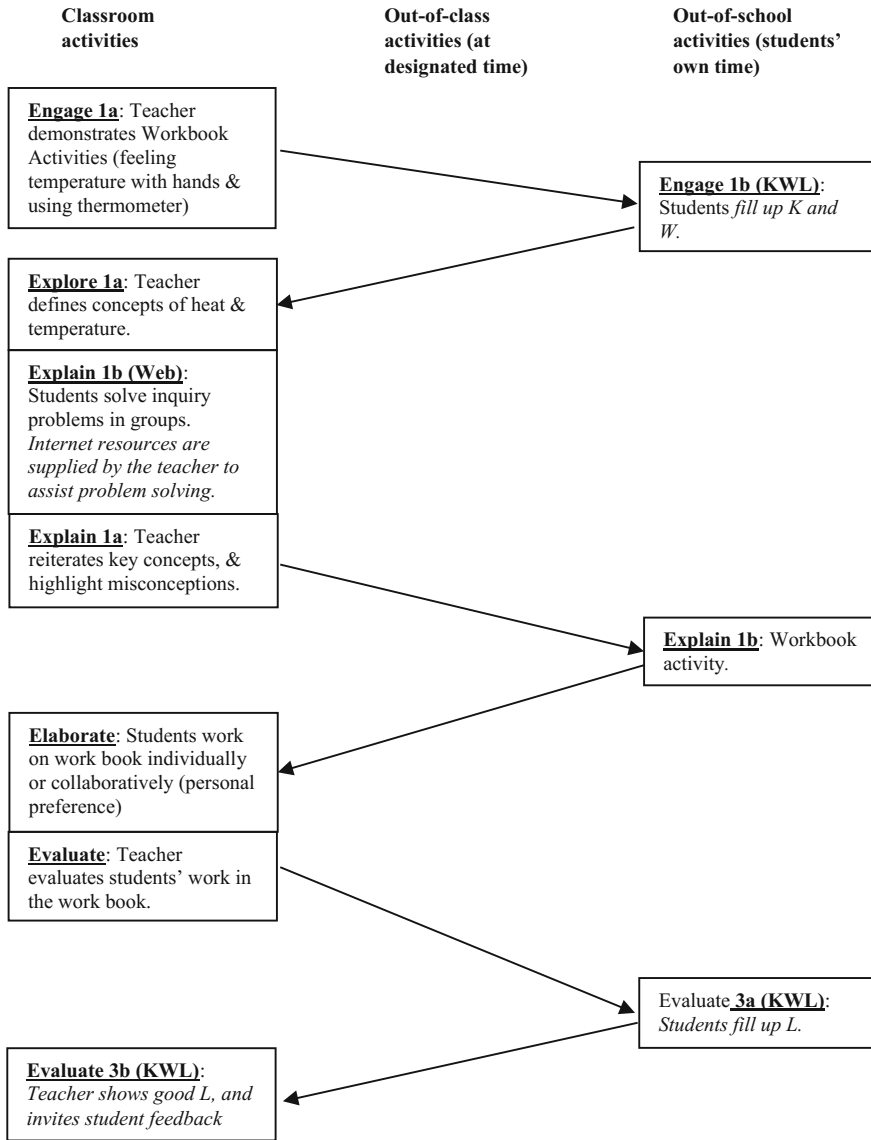 Classroom
activities
Out-of-class
activities (at
designated time)
Out-of-school
activities (students’
own time)
Engage 1a: Teacher
demonstrates Workbook
Activities (feeling
temperature with hands &
using thermometer)
Engage 1b (KWL):
Students fill up K and
W.
Explore 1a: Teacher
defines concepts of heat &
temperature.
Explain 1b (Web):
Students solve inquiry
problems in groups.
Internet resources are
supplied by the teacher to
assist problem solving.
Explain 1a: Teacher
reiterates key concepts, &
highlight misconceptions.
Explain 1b: Workbook
activity.
Elaborate: Students work
on work book individually
or collaboratively (personal
preference)
Evaluate: Teacher
evaluates students’ work in
the work book.
Evaluate 3a (KWL):
Students fill up L.
Evaluate 3b (KWL):
Teacher shows good L, and
invites student feedback